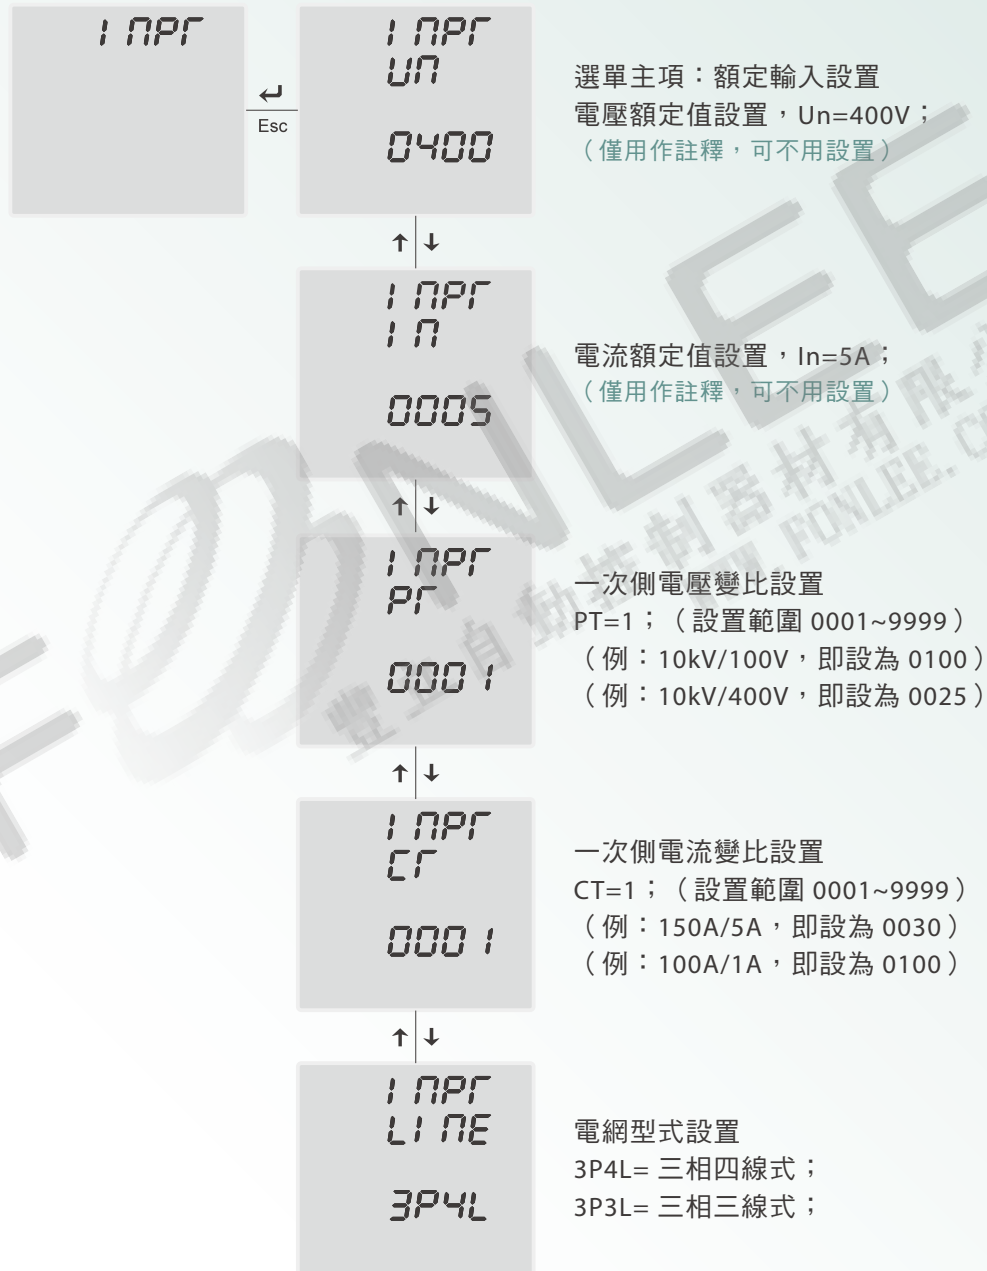 INPT
INPT
UN
0400
Esc
選單主項：額定輸入設置
電壓額定值設置，Un=400V；
（僅用作註釋，可不用設置）
INPT
IN
0005
電流額定值設置，In=5A；
（僅用作註釋，可不用設置）
INPT
PT
0001
一次側電壓變比設置
PT=1；（設置範圍 0001~9999）
（例：10kV/100V，即設為 0100）
（例：10kV/400V，即設為 0025）
INPT
CT
0001
一次側電流變比設置
CT=1；（設置範圍 0001~9999）
（例：150A/5A，即設為 0030）
（例：100A/1A，即設為 0100）
INPT
LINE
3P4L
電網型式設置
3P4L= 三相四線式；
3P3L= 三相三線式；